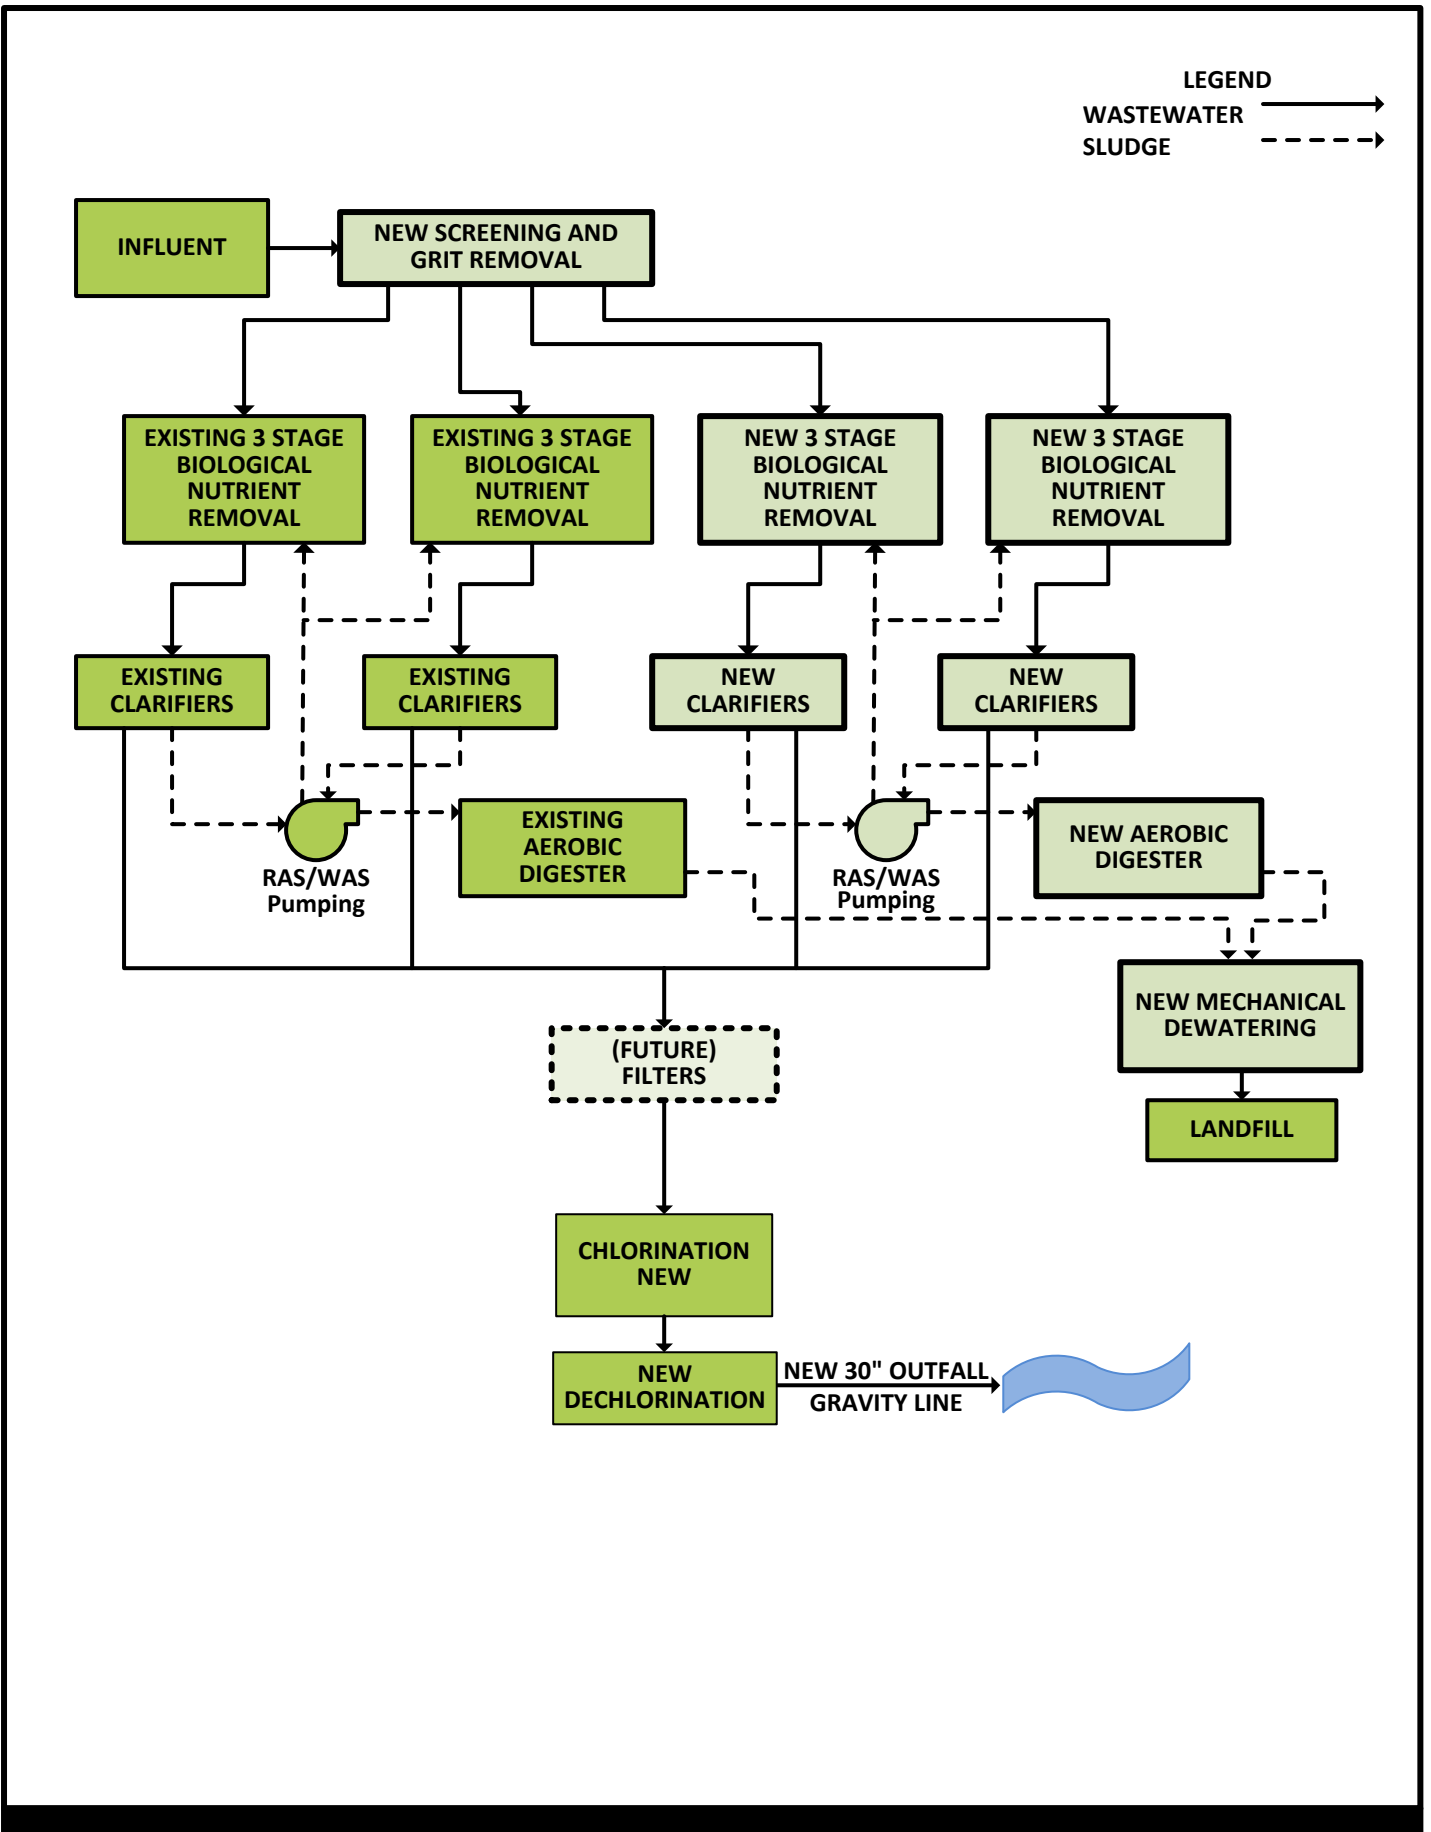 LEGEND
WASTEWATER
SLUDGE
INFLUENT
NEW SCREENING AND
GRIT REMOVAL
EXISTING 3 STAGE
BIOLOGICAL
NUTRIENT
REMOVAL
EXISTING 3 STAGE
BIOLOGICAL
NUTRIENT
REMOVAL
NEW 3 STAGE
BIOLOGICAL
NUTRIENT
REMOVAL
NEW 3 STAGE
BIOLOGICAL
NUTRIENT
REMOVAL
EXISTING
CLARIFIERS
EXISTING
CLARIFIERS
NEW
CLARIFIERS
NEW
CLARIFIERS
RAS/WAS
Pumping
EXISTING
AEROBIC
DIGESTER
RAS/WAS
Pumping
NEW AEROBIC
DIGESTER
NEW MECHANICAL
DEWATERING
(FUTURE)
FILTERS
LANDFILL
CHLORINATION
NEW
NEW
DECHLORINATION
NEW 30" OUTFALL
GRAVITY LINE